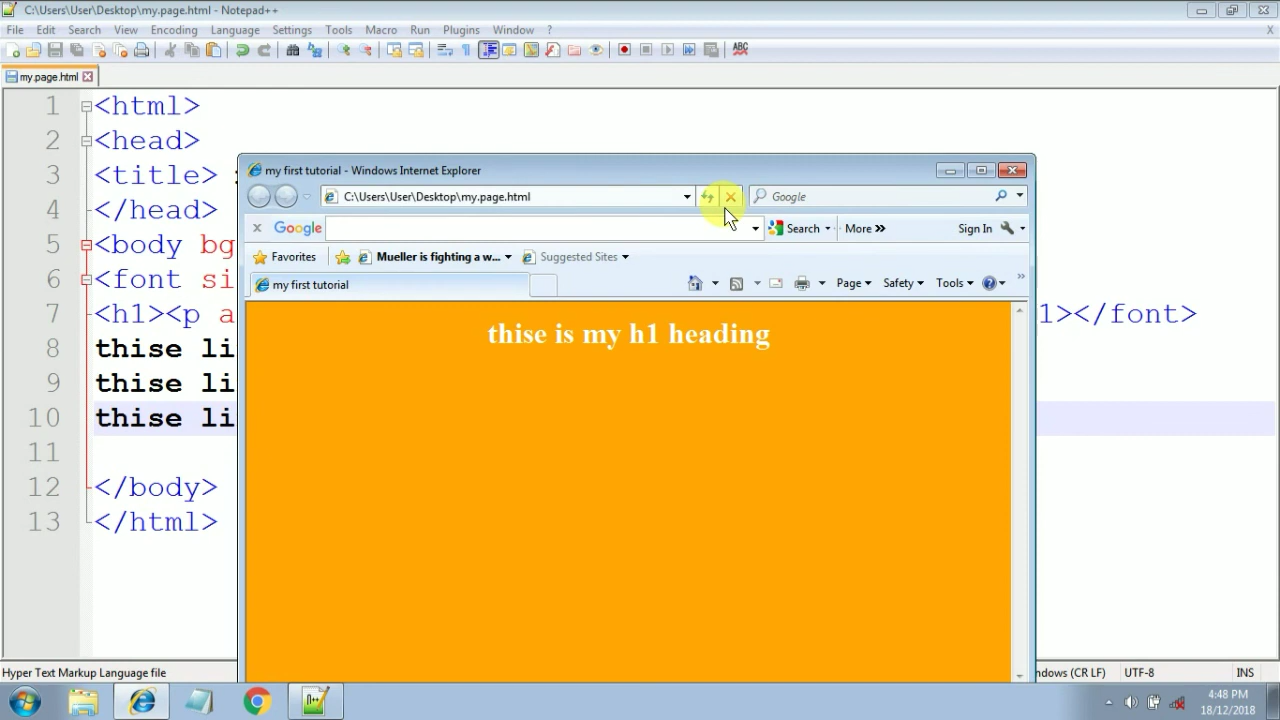 C:\Users\User\Desktop\my.page.html - Notepad++
File Edit Search View Encoding Language Settings Tools Macro Run Plugins Window ? X
ABC
my.page.html
1 <html>
2 <head>
3 <title>
4 </head>
5 <body bg
6 <font si
7 <h1><p a 1></font>
8 thise li
9 thise li
10 thise li
11
12 </body>
13 </html>
my first tutorial - Windows Internet Explorer
C:\Users\User\Desktop\my.page.html Google
x Google Search More » Sign In
Favorites Mueller is fighting a w... Suggested Sites
my first tutorial Page Safety Tools »
thise is my h1 heading
Hyper Text Markup Language file ndows (CR LF) UTF-8 INS
4:48 PM
18/12/2018